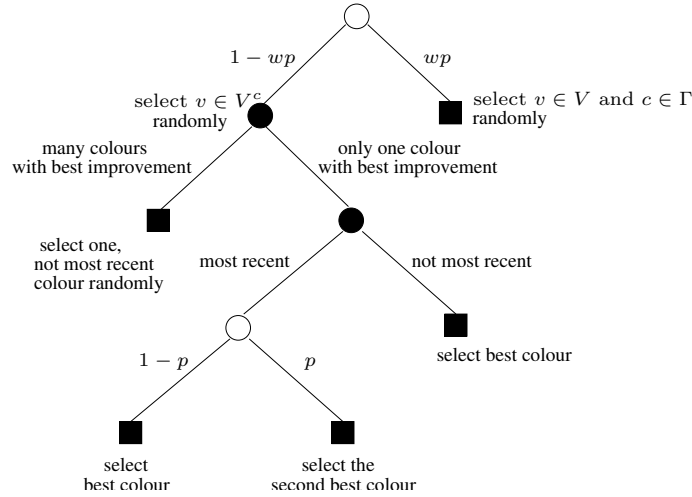 1 − wp
wp
select v ∈ V^c
randomly
select v ∈ V and c ∈ Γ
randomly
many colours
with best improvement
only one colour
with best improvement
select one,
not most recent
colour randomly
most recent
not most recent
select best colour
1 − p
p
select
best colour
select the
second best colour